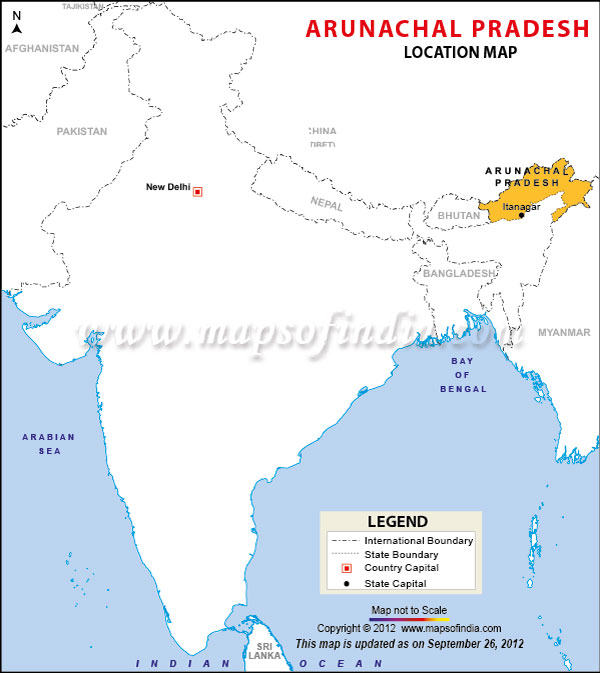 TAJIKISTAN
N
ARUNACHAL PRADESH
LOCATION MAP
AFGHANISTAN
PAKISTAN
CHINA
(TIBET)
ARUNACHAL
PRADESH
New Delhi
NEPAL
Itanagar
BHUTAN
BANGLADESH
www.mapsofindia.com
MYANMAR
BAY
OF
BENGAL
ARABIAN
SEA
LEGEND
International Boundary
State Boundary
Country Capital
State Capital
Map not to Scale
Copyright © 2012 www.mapsofindia.com
This map is updated as on September 26, 2012
SRI
LANKA
INDIAN OCEAN